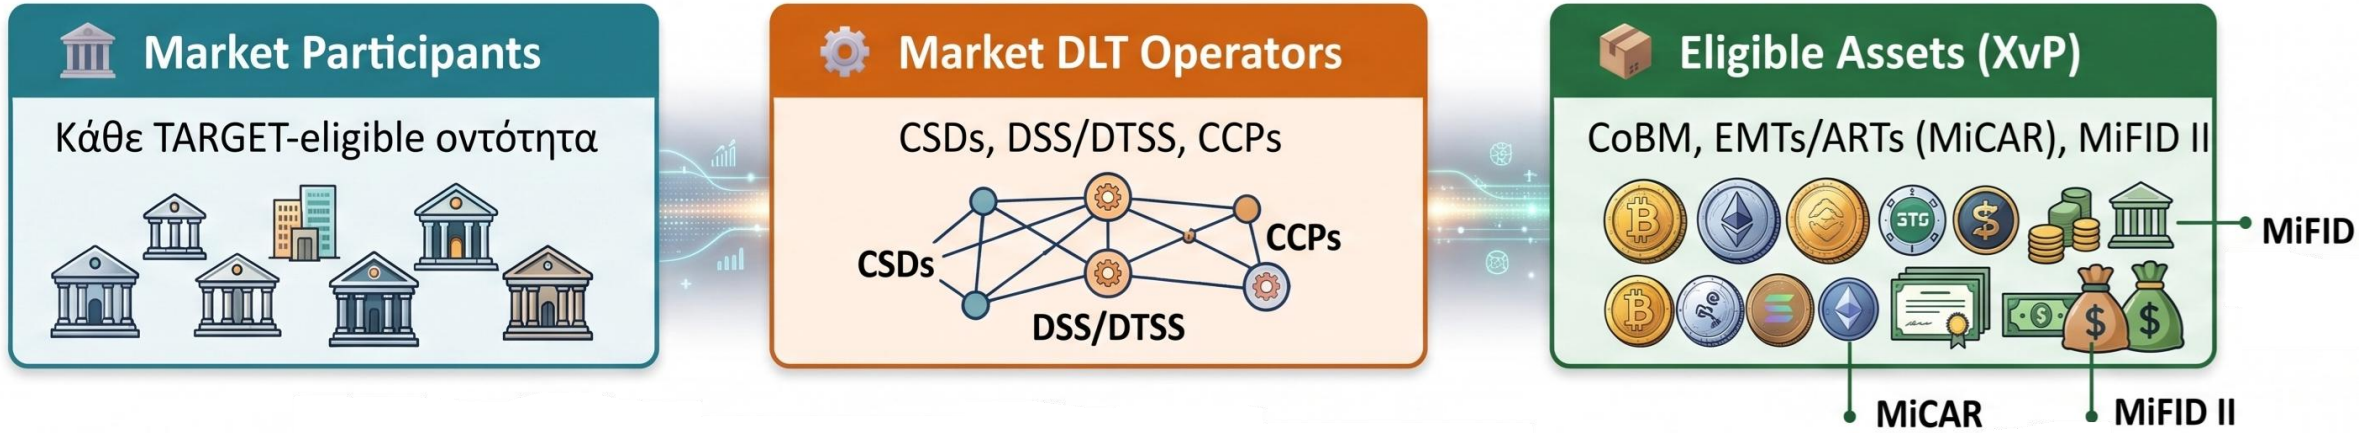 Market Participants
Κάθε TARGET-eligible οντότητα
Market DLT Operators
CSDs, DSS/DTSS, CCPs
CSDs
CCPs
DSS/DTSS
Eligible Assets (XvP)
CoBM, EMTs/ARTs (MiCAR), MiFID II
3TG
MiFID
MiCAR
MiFID II